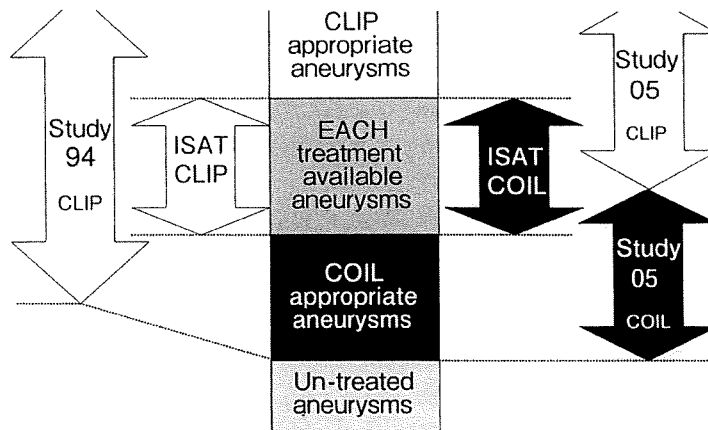 CLIP
appropriate
aneurysms
Study
94
CLIP
ISAT
CLIP
EACH
treatment
available
aneurysms
ISAT
COIL
Study
05
CLIP
COIL
appropriate
aneurysms
Study
05
COIL
Un-treated
aneurysms